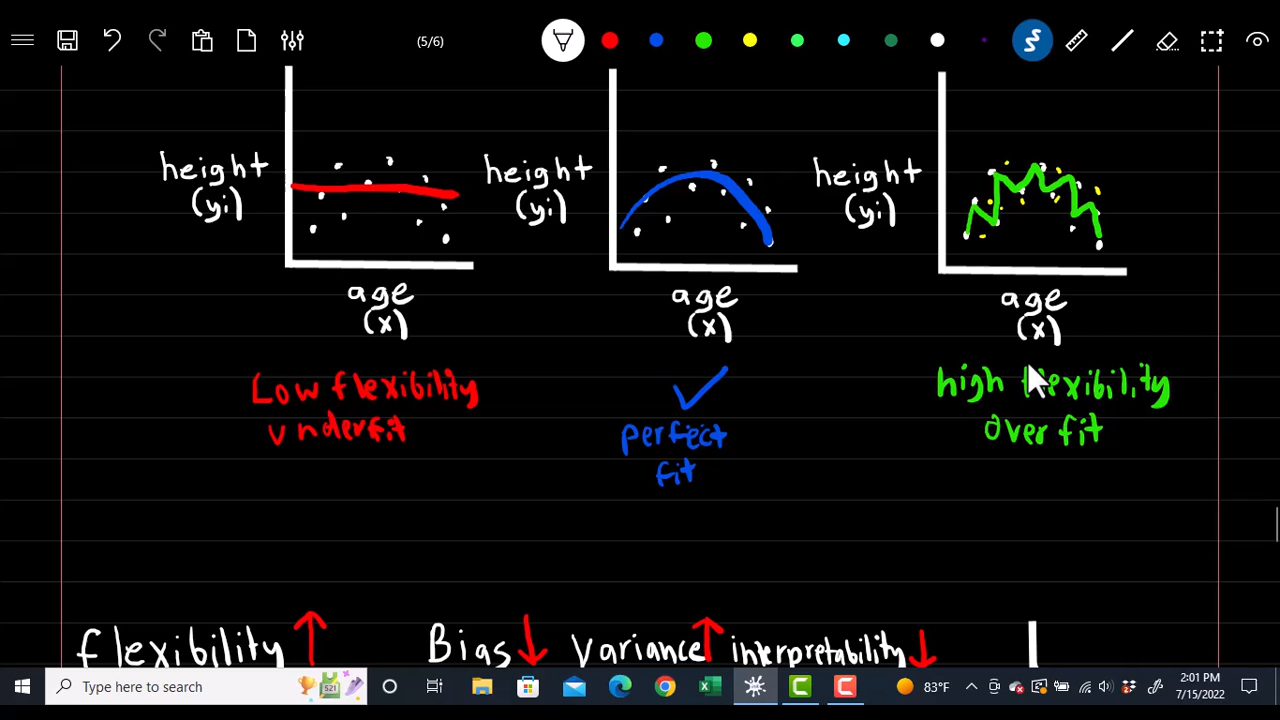 (5/6)
height
(yi)
height
(yi)
height
(yi)
age
(x)
age
(x)
age
(x)
Low flexibility
underfit
perfect
fit
high flexibility
over fit
flexibility ↑ Bias ↓ Variance ↑ interpretability ↓
Type here to search
521
83°F
2:01 PM
7/15/2022